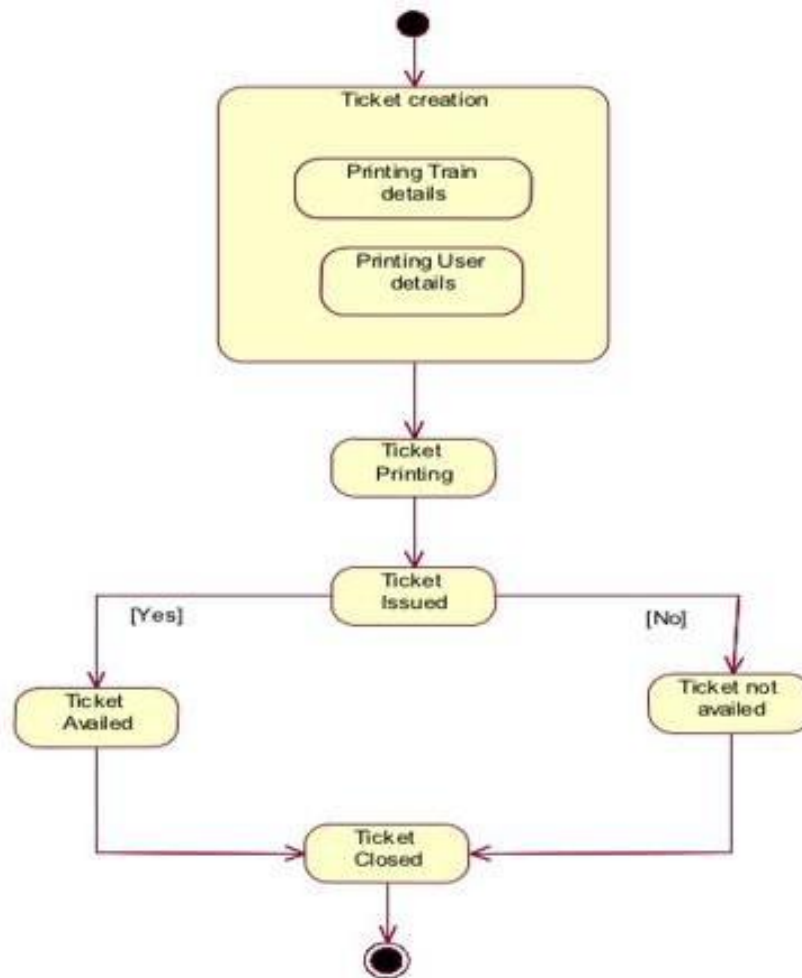 Ticket creation
Printing Train
details
Printing User
details
Ticket
Printing
Ticket
Issued
[Yes]
[No]
Ticket
Availed
Ticket not
availed
Ticket
Closed